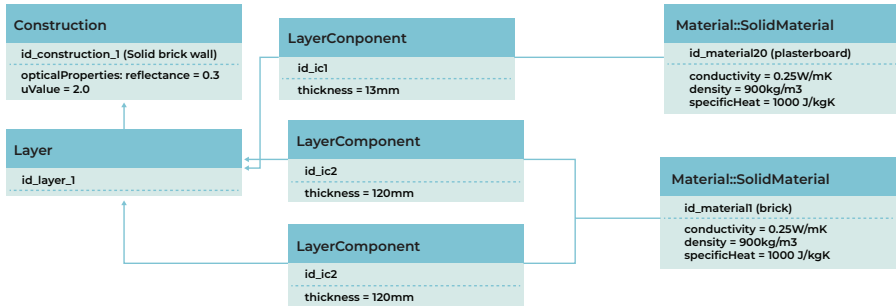 Construction
id_construction_1 (Solid brick wall)
opticalProperties: reflectance = 0.3
uValue = 2.0
Layer
id_layer_1
LayerConponent
id_ic1
thickness = 13mm
LayerComponent
id_ic2
thickness = 120mm
LayerComponent
id_ic2
thickness = 120mm
Material::SolidMaterial
id_material20 (plasterboard)
conductivity = 0.25W/mK
density = 900kg/m3
specificHeat = 1000 J/kgK
Material::SolidMaterial
id_material1 (brick)
conductivity = 0.25W/mK
density = 900kg/m3
specificHeat = 1000 J/kgK